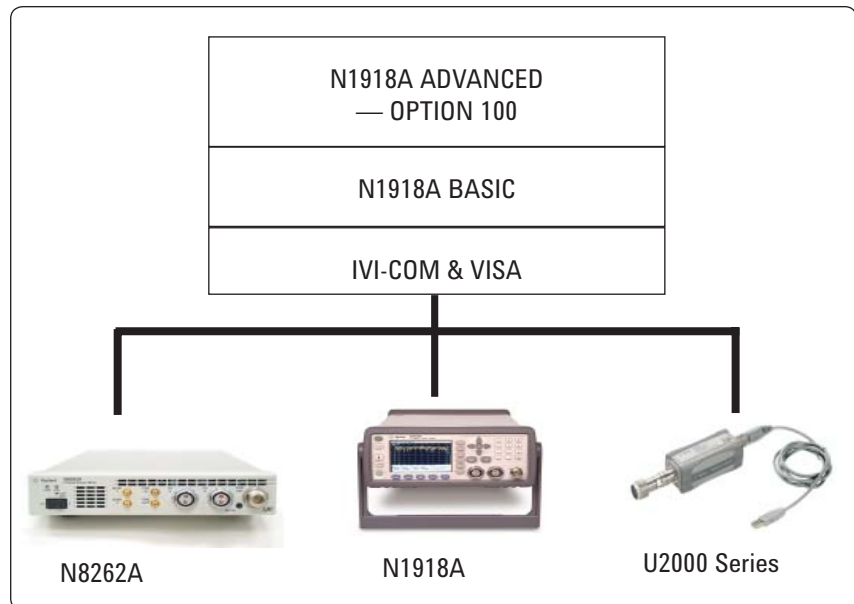 N1918A ADVANCED
— OPTION 100
N1918A BASIC
IVI-COM & VISA
N8262A
N1918A
U2000 Series